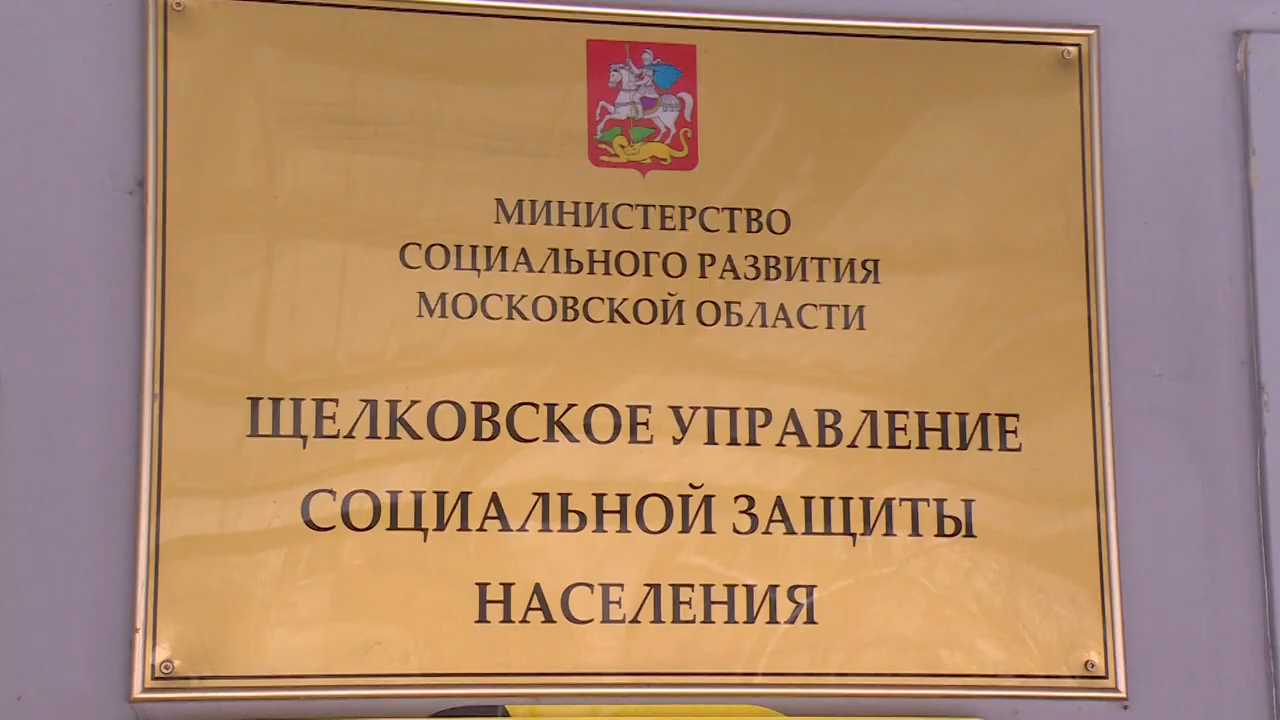 МИНИСТЕРСТВО
СОЦИАЛЬНОГО РАЗВИТИЯ
МОСКОВСКОЙ ОБЛАСТИ
ЩЕЛКОВСКОЕ УПРАВЛЕНИЕ
СОЦИАЛЬНОЙ ЗАЩИТЫ
НАСЕЛЕНИЯ